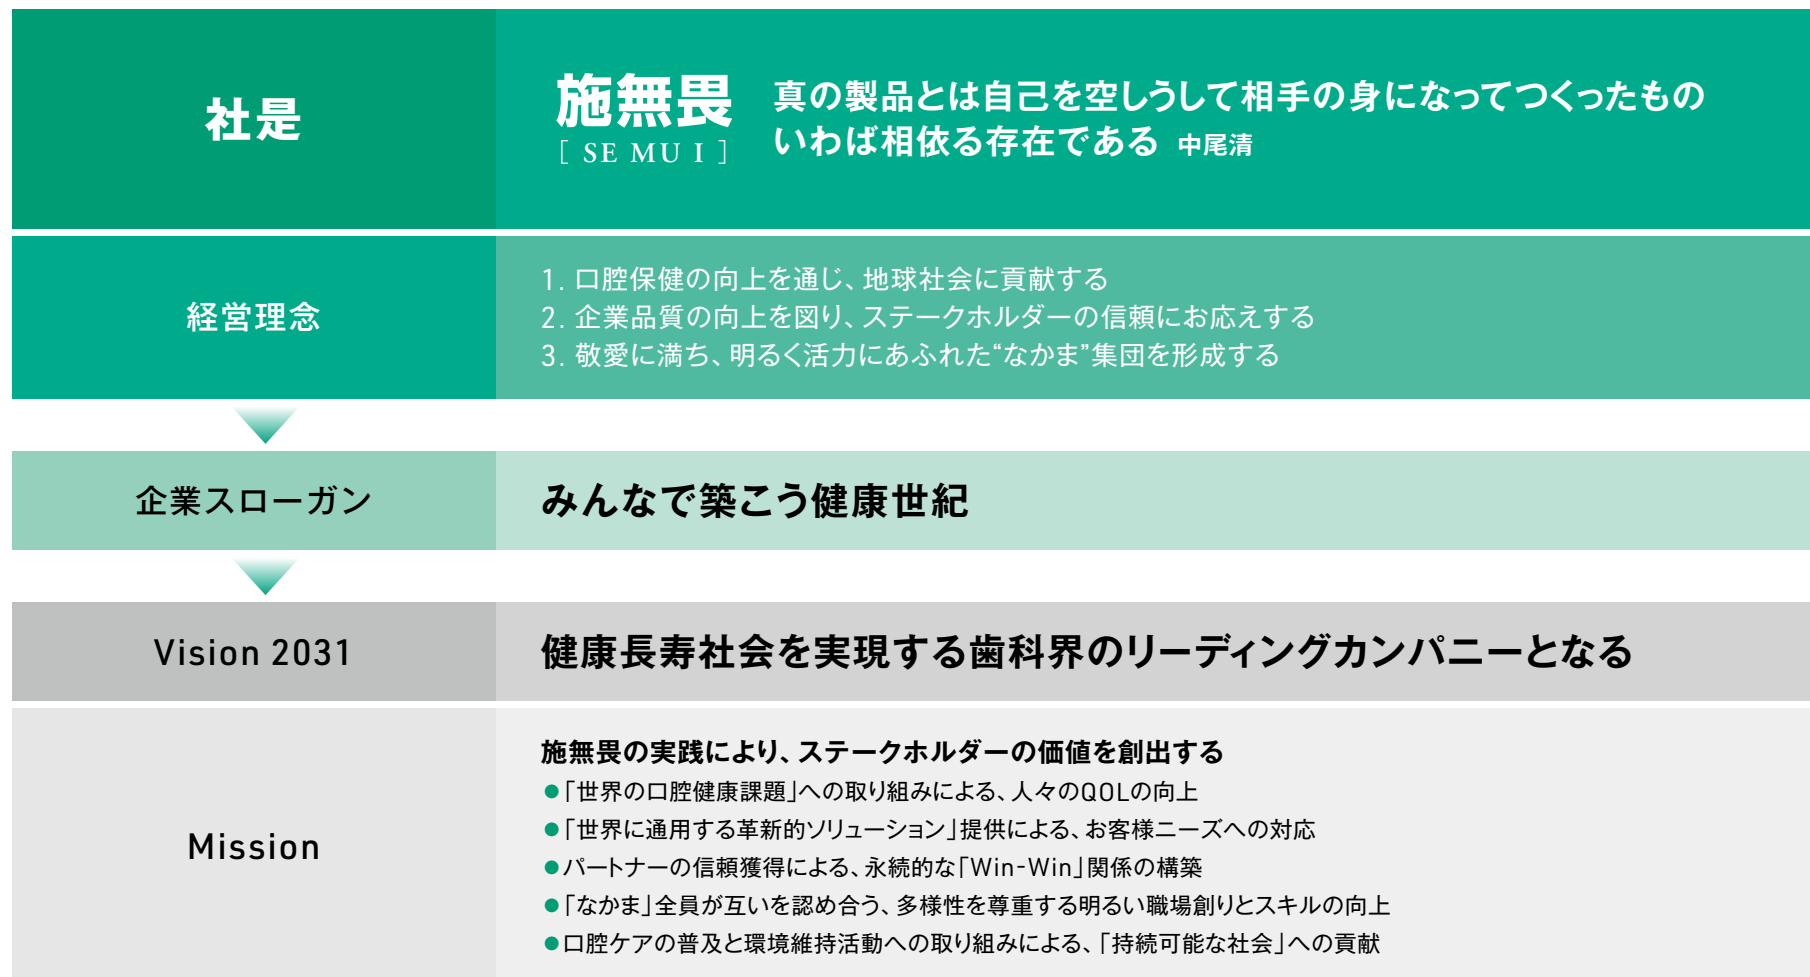 社是
施無畏
[ SE MU I ]
真の製品とは自己を空しうして相手の身になってつくったもの
いわば相依る存在である 中尾清
経営理念
1. 口腔保健の向上を通じ、地球社会に貢献する
2. 企業品質の向上を図り、ステークホルダーの信頼にお応えする
3. 敬愛に満ち、明るく活力にあふれた“なかま”集団を形成する
企業スローガン
みんなで築こう健康世紀
Vision 2031
健康長寿社会を実現する歯科界のリーディングカンパニーとなる
Mission
施無畏の実践により、ステークホルダーの価値を創出する
●「世界の口腔健康課題」への取り組みによる、人々のQOLの向上
●「世界に通用する革新的ソリューション」提供による、お客様ニーズへの対応
●パートナーの信頼獲得による、永続的な「Win-Win」関係の構築
●「なかま」全員が互いを認め合う、多様性を尊重する明るい職場創りとスキルの向上
●口腔ケアの普及と環境維持活動への取り組みによる、「持続可能な社会」への貢献